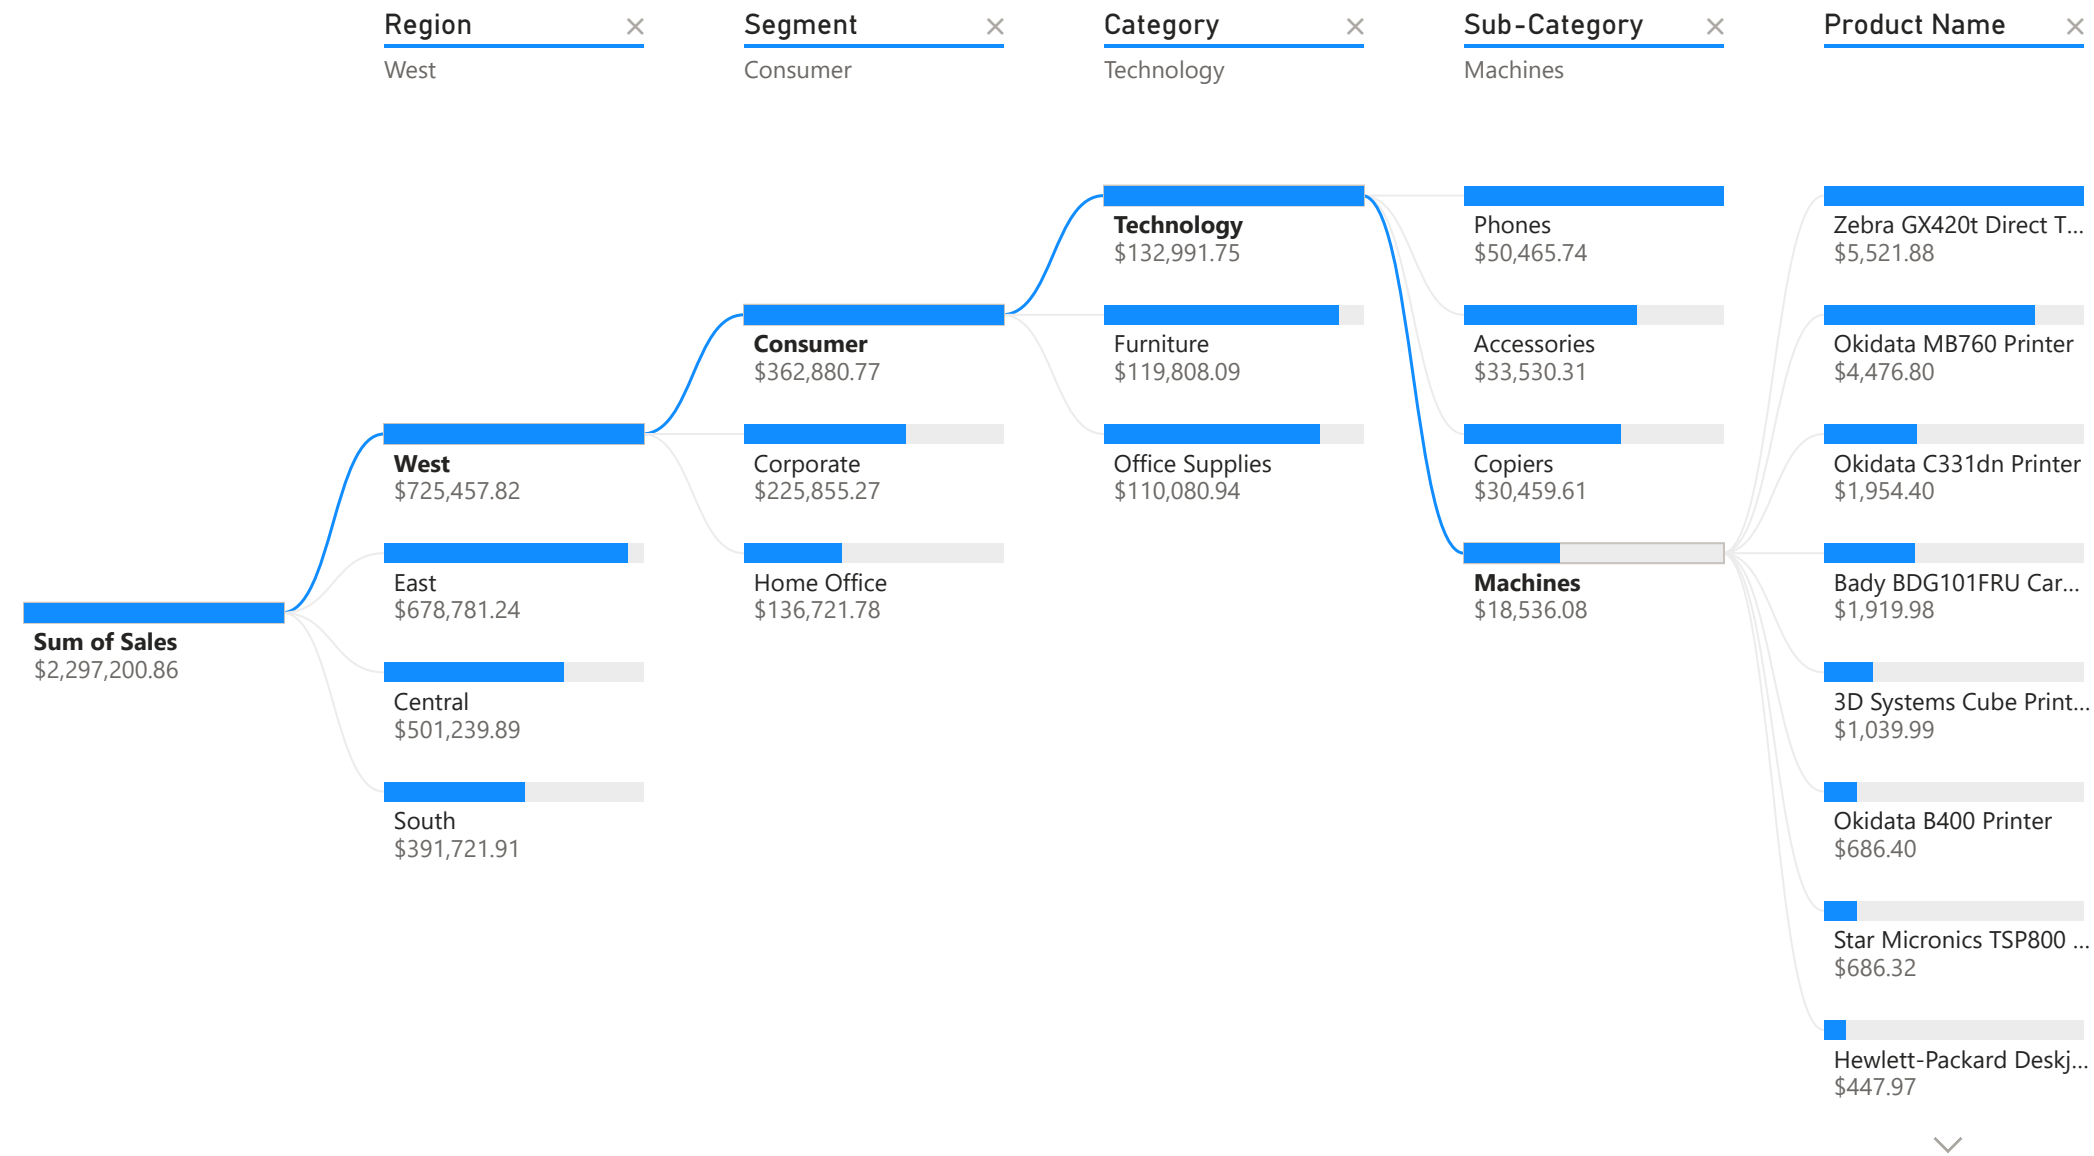 Region
West
Segment
Consumer
Category
Technology
Sub-Category
Machines
Product Name
Sum of Sales
$2,297,200.86
West
$725,457.82
East
$678,781.24
Central
$501,239.89
South
$391,721.91
Consumer
$362,880.77
Corporate
$225,855.27
Home Office
$136,721.78
Technology
$132,991.75
Furniture
$119,808.09
Office Supplies
$110,080.94
Phones
$50,465.74
Accessories
$33,530.31
Copiers
$30,459.61
Machines
$18,536.08
Zebra GX420t Direct T...
$5,521.88
Okidata MB760 Printer
$4,476.80
Okidata C331dn Printer
$1,954.40
Bady BDG101FRU Car...
$1,919.98
3D Systems Cube Print...
$1,039.99
Okidata B400 Printer
$686.40
Star Micronics TSP800 ...
$686.32
Hewlett-Packard Deskj...
$447.97